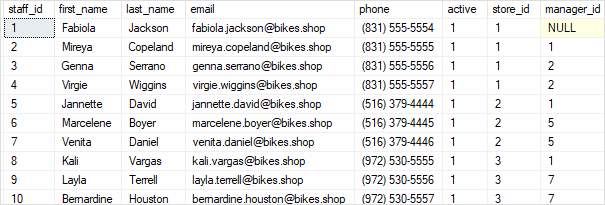 staff_id first_name last_name email phone active store_id manager_id
1 Fabiola Jackson fabiola.jackson@bikes.shop (831) 555-5554 1 1 NULL
2 Mireya Copeland mireya.copeland@bikes.shop (831) 555-5555 1 1 1
3 Genna Serrano genna.serrano@bikes.shop (831) 555-5556 1 1 2
4 Virgie Wiggins virgie.wiggins@bikes.shop (831) 555-5557 1 1 2
5 Jannette David jannette.david@bikes.shop (516) 379-4444 1 2 1
6 Marcelene Boyer marcelene.boyer@bikes.shop (516) 379-4445 1 2 5
7 Venita Daniel venita.daniel@bikes.shop (516) 379-4446 1 2 5
8 Kali Vargas kali.vargas@bikes.shop (972) 530-5555 1 3 1
9 Layla Terrell layla.terrell@bikes.shop (972) 530-5556 1 3 7
10 Bernardine Houston bernardine.houston@bikes.shop (972) 530-5557 1 3 7